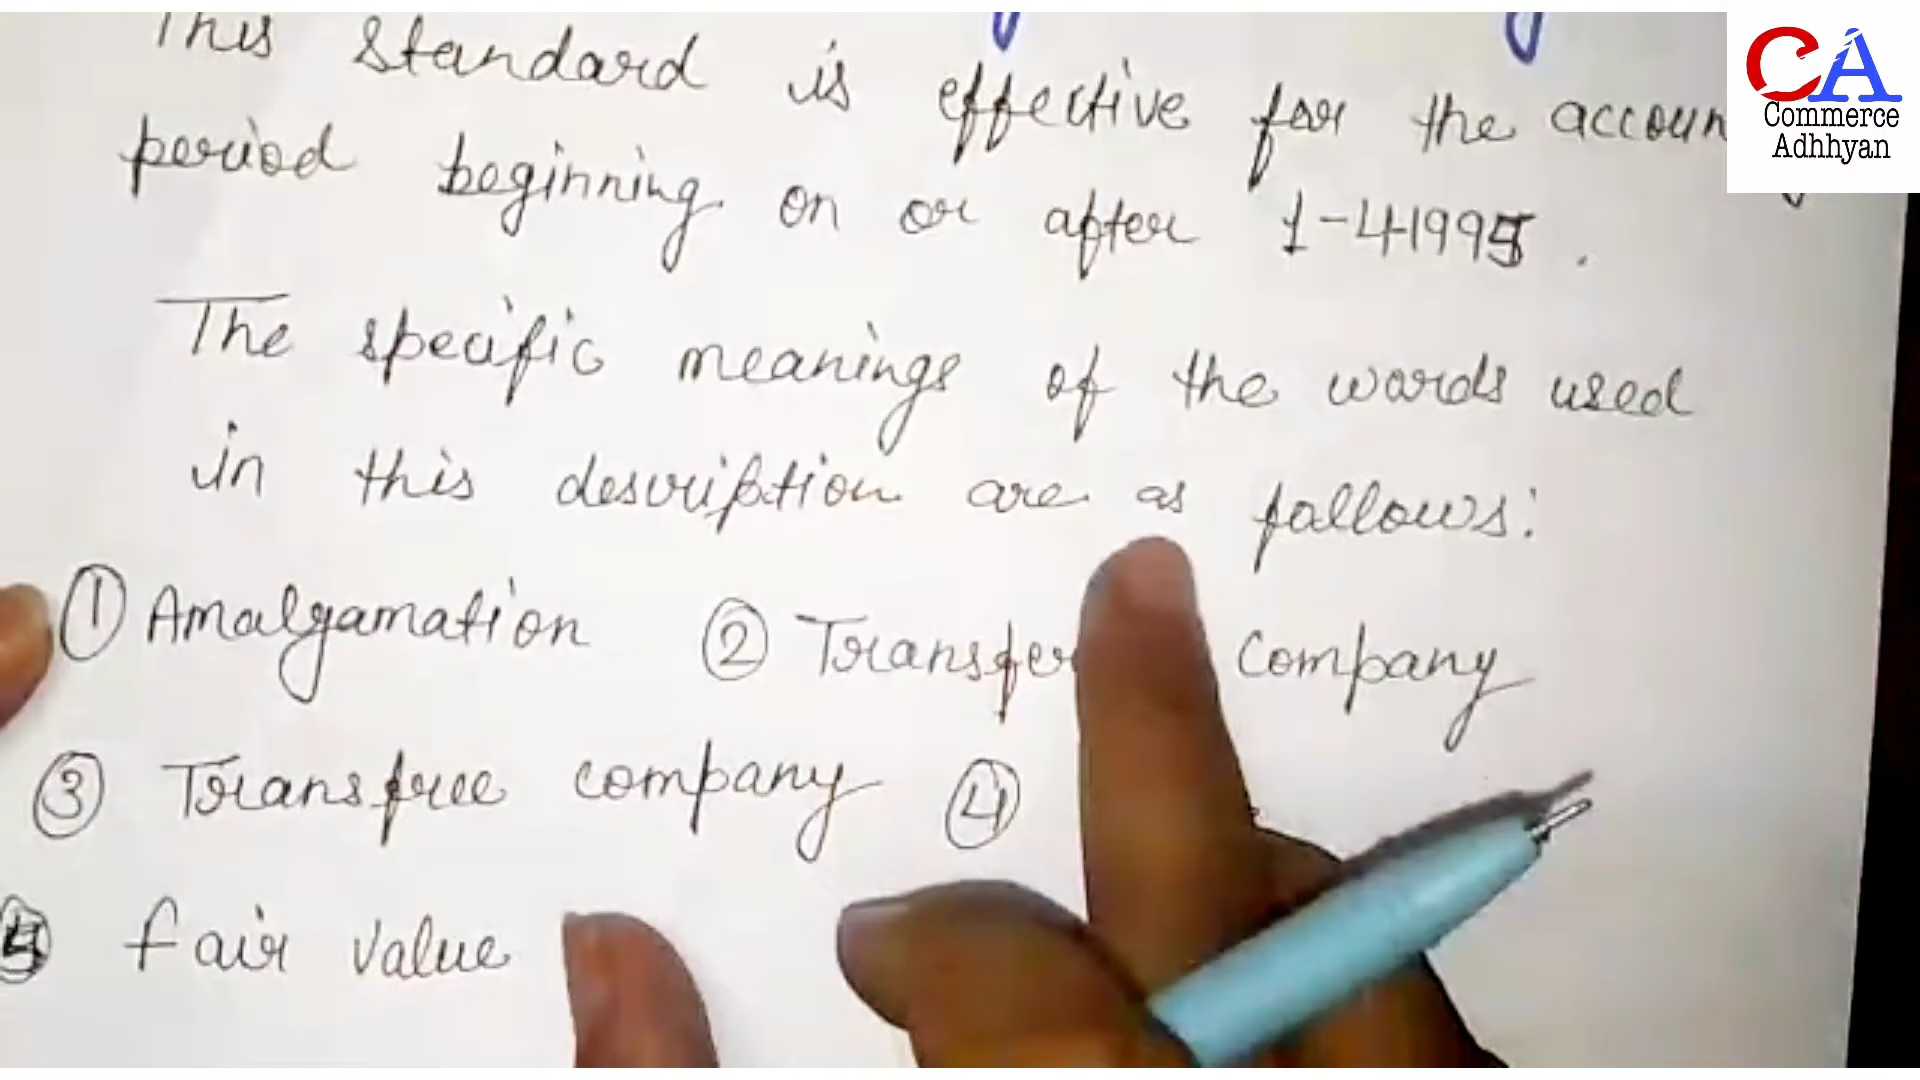 This standard is effective for the accoun
period beginning on or after 1-41995.
The specific meanings of the words used
in this description are as follows:
① Amalgamation ② Transfer Company
③ Transfree company ④
5 fair value
CA
Commerce
Adhhyan